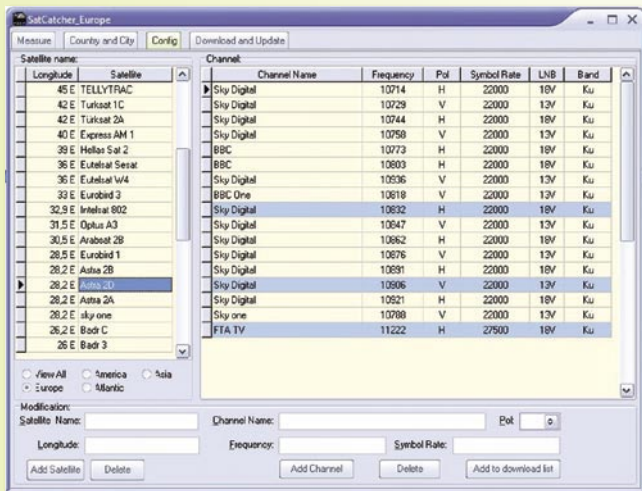 SatCatcher_Europe
Measure Country and City Config Download and Update
Satellite name: Channel:
Longitude Satellite
45 E TELLYTRAC
42 E Turksat 1C
42 E Türksat 2A
40 E Express AM 1
39 E Hellas Sat 2
36 E Eutelsat Sesat
36 E Eutelsat W4
33 E Eurobird 3
32,9 E Intelsat 802
31,5 E Optus A3
30,5 E Arabsat 2B
28,5 E Eurobird 1
28,2 E Astra 2B
28,2 E Astra 2D
28,2 E Astra 2A
28,2 E sky one
26,2 E Badr C
26 E Badr 3
Channel Name Frequency Pol Symbol Rate LNB Band
Sky Digital 10714 H 22000 18V Ku
Sky Digital 10729 V 22000 13V Ku
Sky Digital 10744 H 22000 18V Ku
Sky Digital 10758 V 22000 13V Ku
BBC 10773 H 22000 18V Ku
BBC 10803 H 22000 18V Ku
Sky Digital 10936 V 22000 13V Ku
BBC One 10818 V 22000 13V Ku
Sky Digital 10832 H 22000 18V Ku
Sky Digital 10847 V 22000 13V Ku
Sky Digital 10862 H 22000 18V Ku
Sky Digital 10876 V 22000 13V Ku
Sky Digital 10891 H 22000 18V Ku
Sky Digital 10906 V 22000 13V Ku
Sky Digital 10921 H 22000 18V Ku
Sky one 10788 V 22000 13V Ku
FTA TV 11222 H 27500 18V Ku
View All America Asia
Europe Atlantic
Modification:
Satellite Name: Channel Name: Pol:
Longitude: Frequency: Symbol Rate:
Add Satellite Delete Add Channel Delete Add to download list